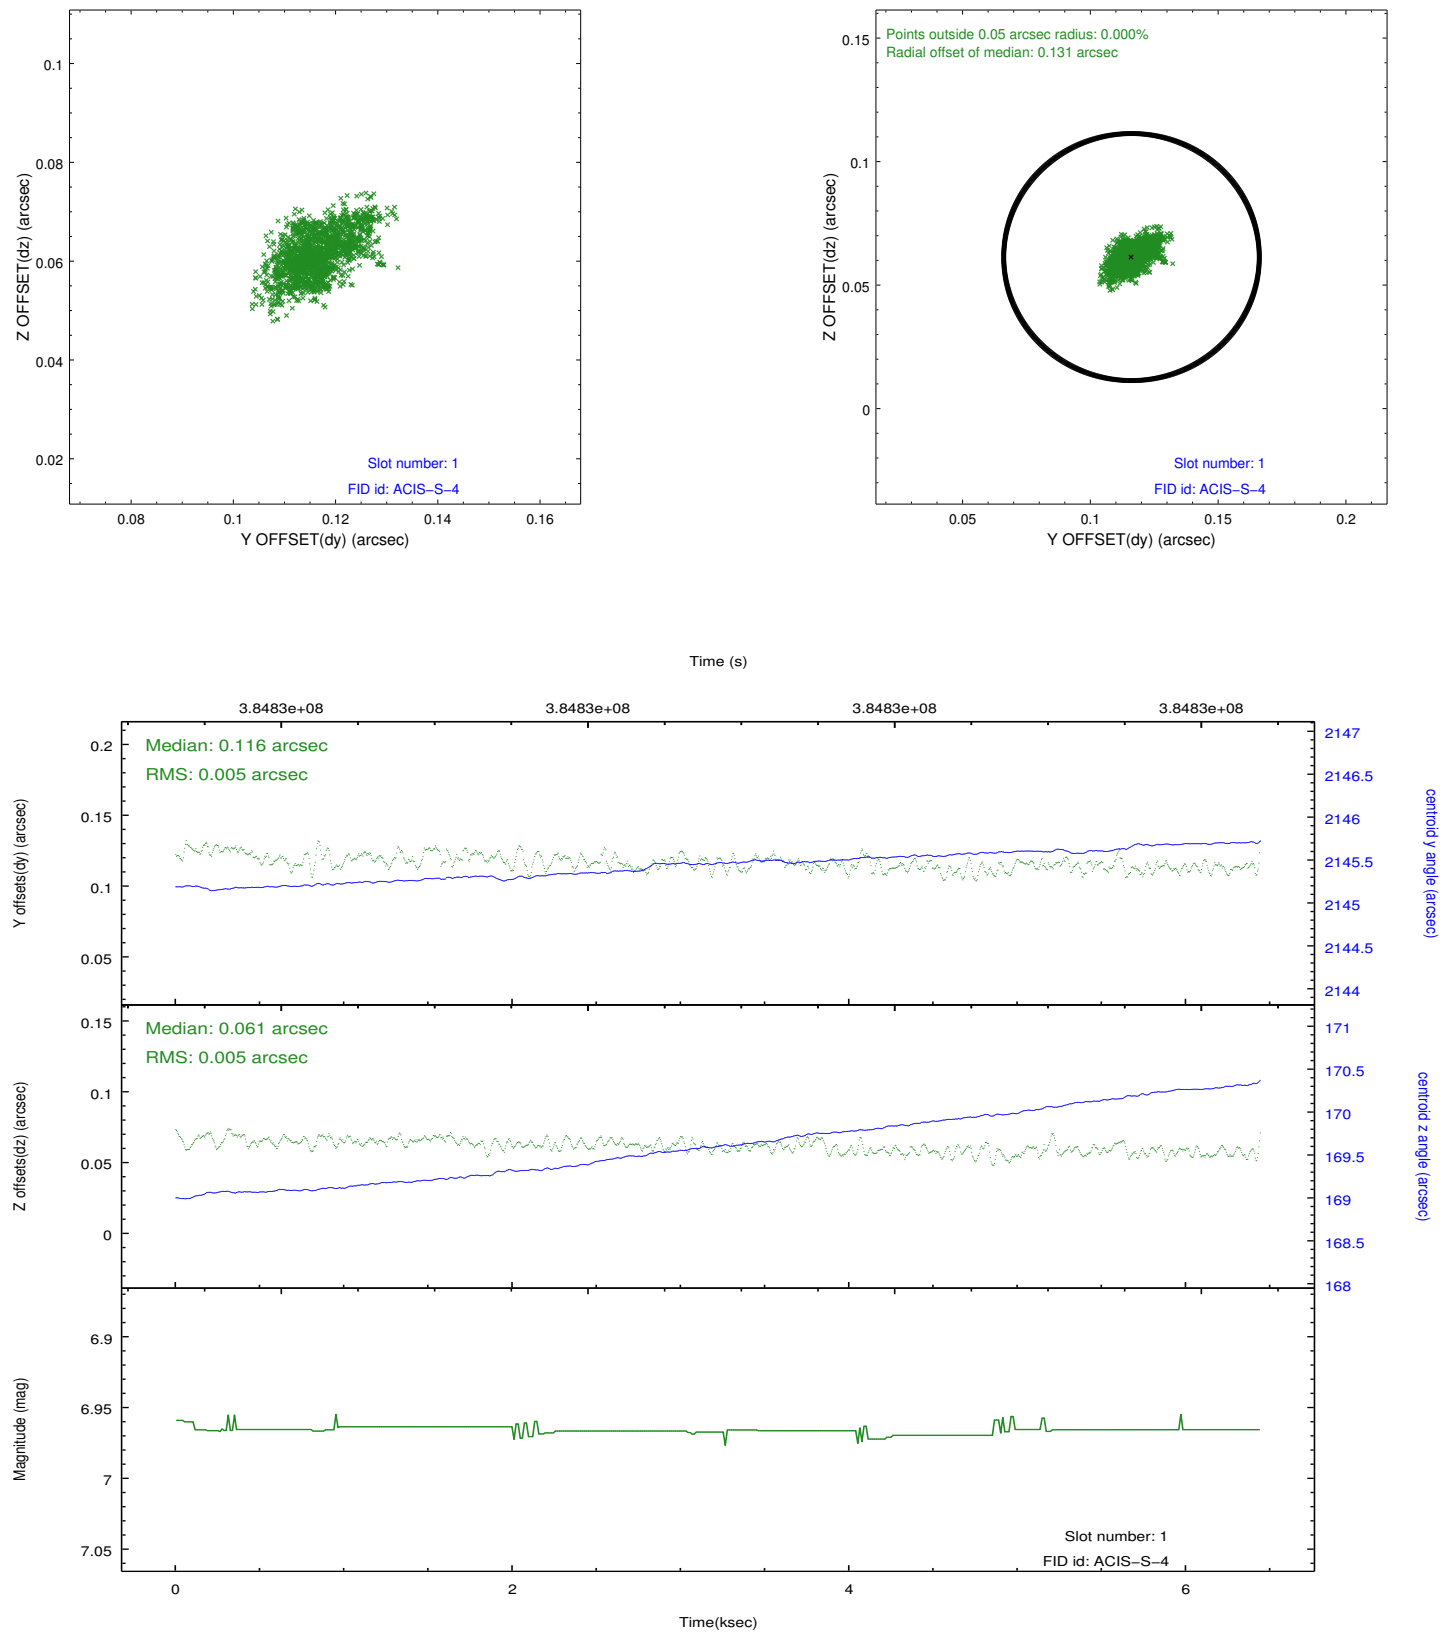 0.1
0.08
0.06
0.04
0.02
Z OFFSET(dz) (arcsec)
Slot number: 1
FID id: ACIS−S−4
0.08 0.1 0.12 0.14 0.16
Y OFFSET(dy) (arcsec)
Points outside 0.05 arcsec radius: 0.000%
Radial offset of median: 0.131 arcsec
0.15
0.1
0.05
0
Z OFFSET(dz) (arcsec)
Slot number: 1
FID id: ACIS−S−4
0.05 0.1 0.15 0.2
Y OFFSET(dy) (arcsec)
Time (s)
3.8483e+08 3.8483e+08 3.8483e+08 3.8483e+08
Median: 0.116 arcsec
RMS: 0.005 arcsec
0.2
0.15
0.1
0.05
Y offsets(dy) (arcsec)
2147
2146.5
2146
2145.5
2145
2144.5
2144
centroid y angle (arcsec)
Median: 0.061 arcsec
RMS: 0.005 arcsec
0.15
0.1
0.05
0
Z offsets(dz) (arcsec)
171
170.5
170
169.5
169
168.5
168
centroid z angle (arcsec)
6.9
6.95
7
7.05
Magnitude (mag)
Slot number: 1
FID id: ACIS−S−4
0 2 4 6
Time(ksec)